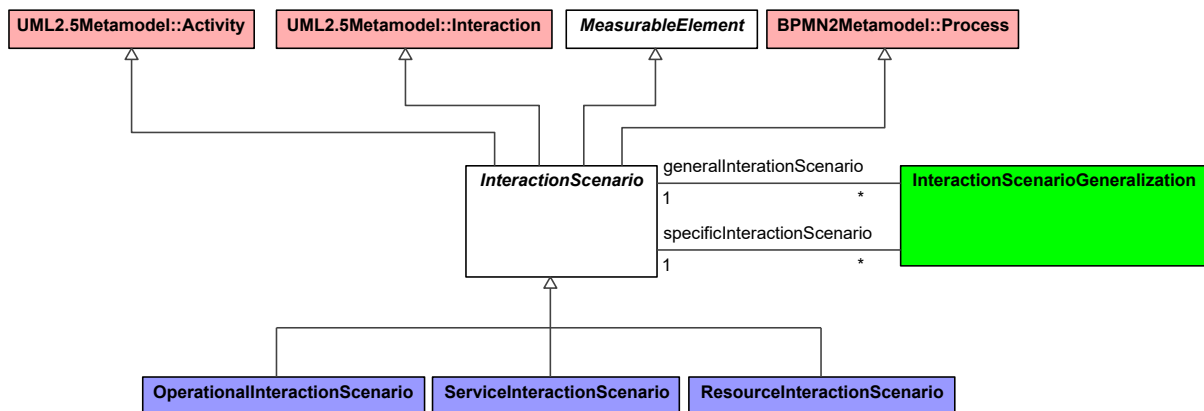 UML2.5Metamodel::Activity
UML2.5Metamodel::Interaction
MeasurableElement
BPMN2Metamodel::Process
InteractionScenario
generalInterationScenario
1
*
InteractionScenarioGeneralization
specificInteractionScenario
1
*
OperationalInteractionScenario
ServiceInteractionScenario
ResourceInteractionScenario